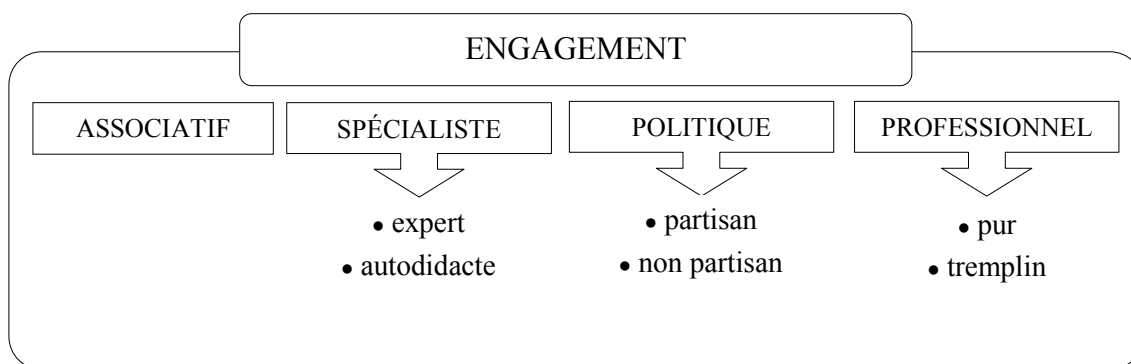 ENGAGEMENT
ASSOCIATIF
SPÉCIALISTE
POLITIQUE
PROFESSIONNEL
• expert
• autodidacte
• partisan
• non partisan
• pur
• tremplin